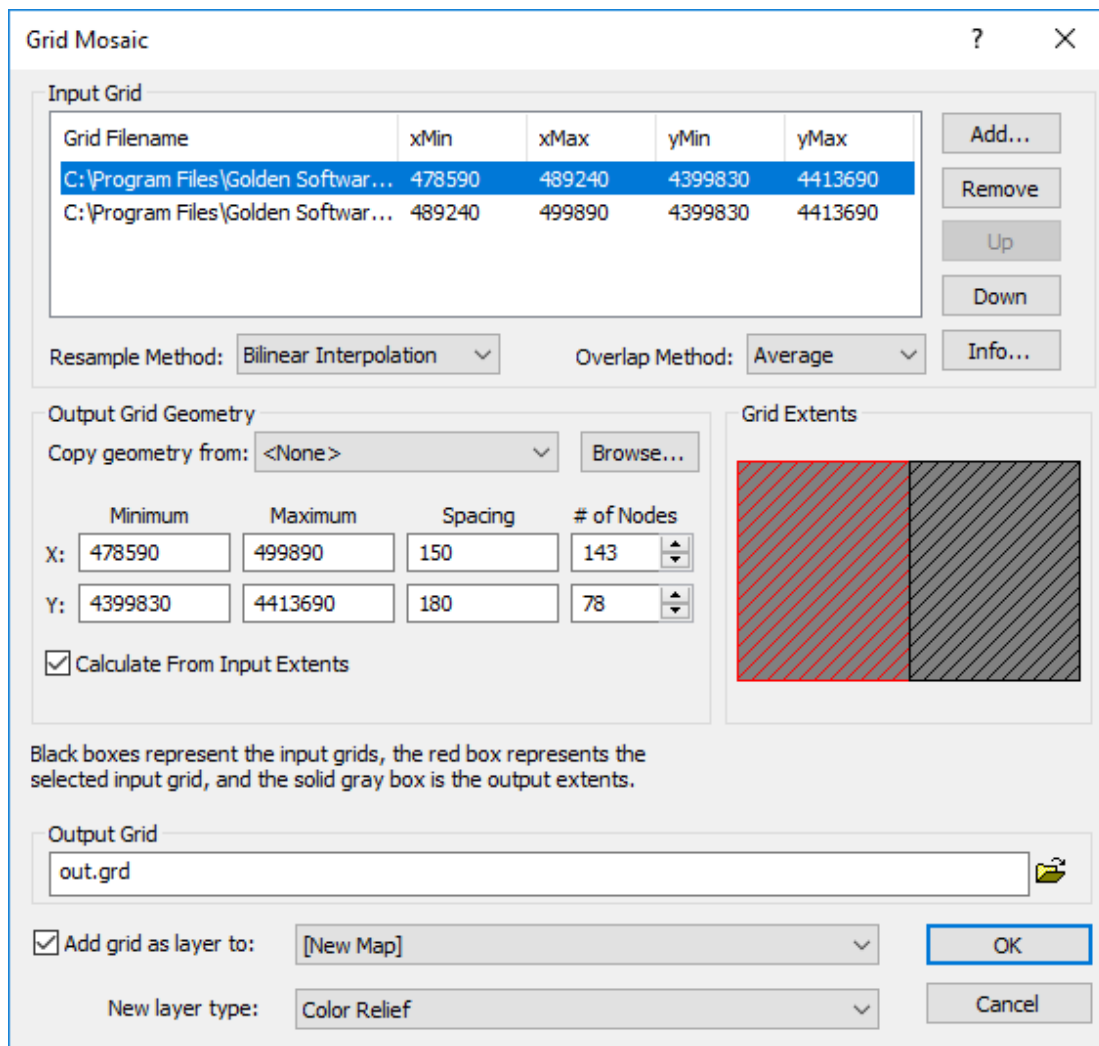 Grid Mosaic ?
Input Grid
Grid Filename xMin xMax yMin yMax
C:\Program Files\Golden Softwar... 478590 489240 4399830 4413690
C:\Program Files\Golden Softwar... 489240 499890 4399830 4413690
Add...
Remove
Up
Down
Info...
Resample Method: Bilinear Interpolation Overlap Method: Average
Output Grid Geometry
Copy geometry from: <None> Browse...
Minimum Maximum Spacing # of Nodes
X: 478590 499890 150 143
Y: 4399830 4413690 180 78
Calculate From Input Extents
Grid Extents
Black boxes represent the input grids, the red box represents the
selected input grid, and the solid gray box is the output extents.
Output Grid
out.grd
Add grid as layer to: [New Map] OK
New layer type: Color Relief Cancel